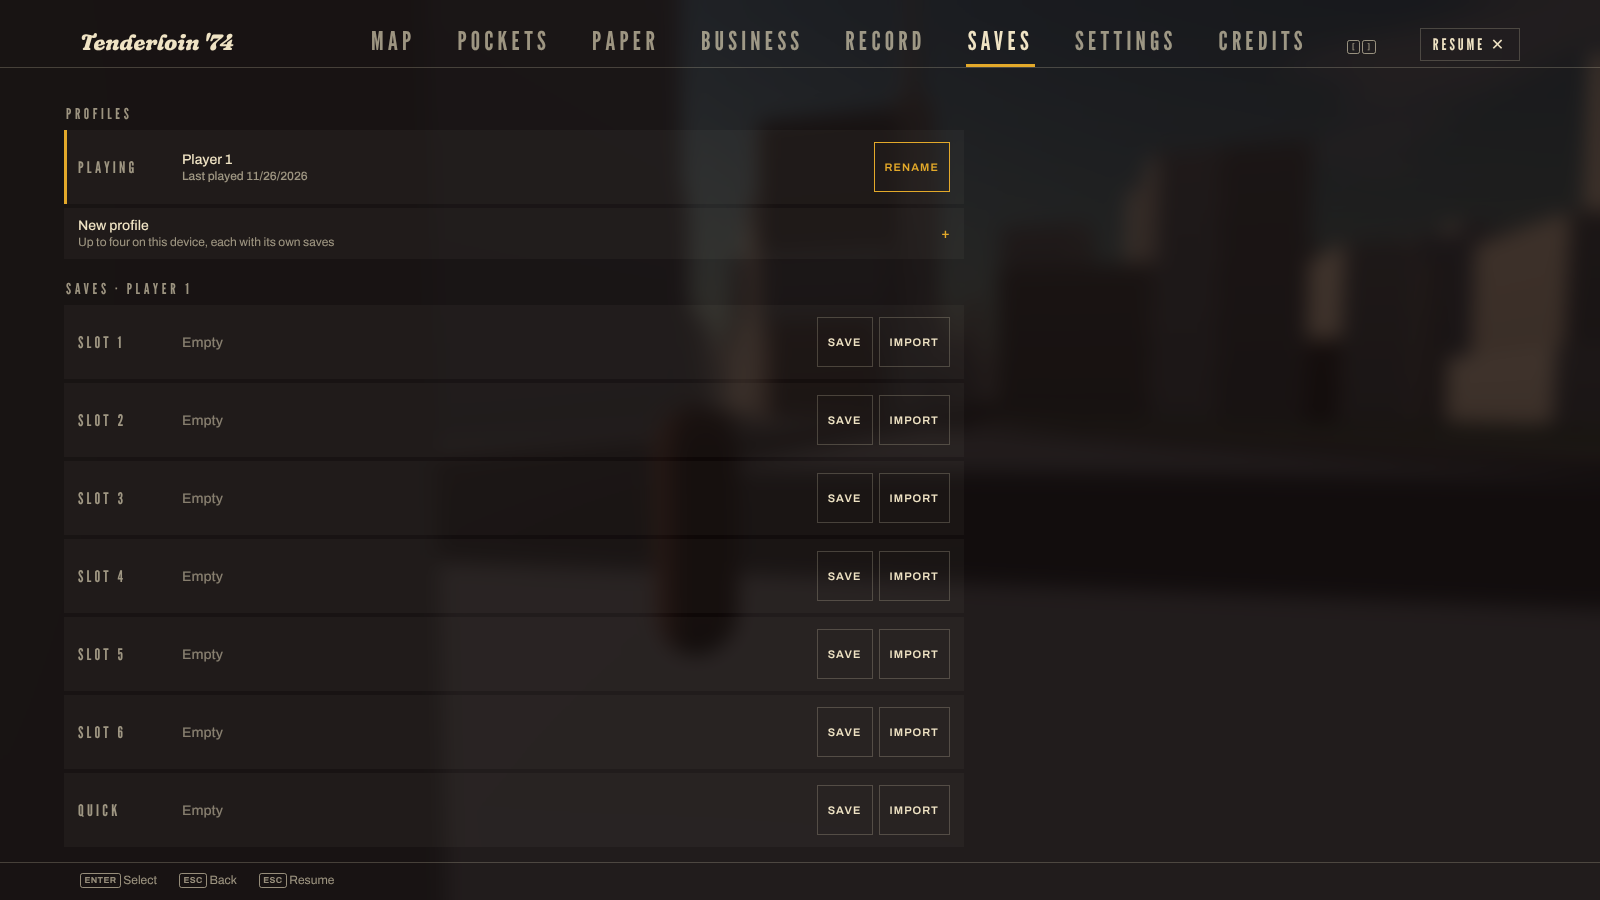 Tenderloin '74
MAP POCKETS PAPER BUSINESS RECORD SAVES SETTINGS CREDITS [ ] RESUME ✕
PROFILES
PLAYING
Player 1
Last played 11/26/2026
RENAME
New profile
Up to four on this device, each with its own saves
+
SAVES · PLAYER 1
SLOT 1 Empty SAVE IMPORT
SLOT 2 Empty SAVE IMPORT
SLOT 3 Empty SAVE IMPORT
SLOT 4 Empty SAVE IMPORT
SLOT 5 Empty SAVE IMPORT
SLOT 6 Empty SAVE IMPORT
QUICK Empty SAVE IMPORT
ENTER Select ESC Back ESC Resume